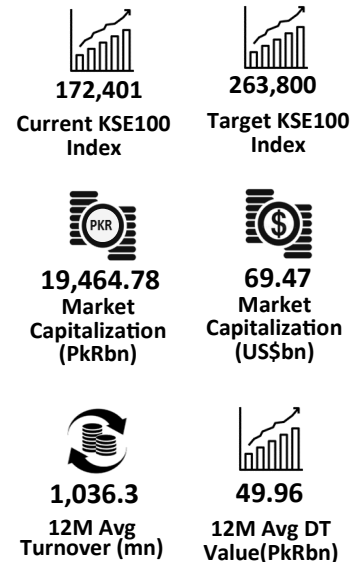 172,401
Current KSE100
Index
263,800
Target KSE100
Index
PKR
19,464.78
Market
Capitalization
(PkRbn)
$
69.47
Market
Capitalization
(US$bn)
1,036.3
12M Avg
Turnover (mn)
49.96
12M Avg DT
Value(PkRbn)